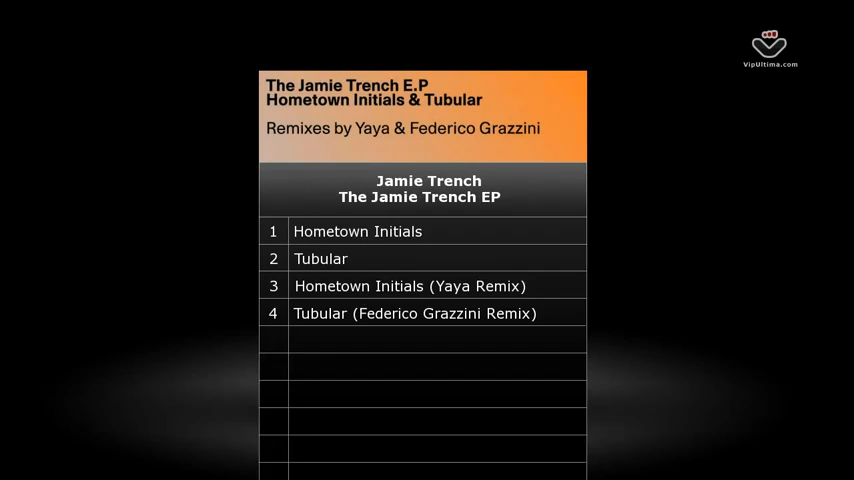 VipUltima.com
The Jamie Trench E.P
Hometown Initials & Tubular
Remixes by Yaya & Federico Grazzini
Jamie Trench
The Jamie Trench EP
1 Hometown Initials
2 Tubular
3 Hometown Initials (Yaya Remix)
4 Tubular (Federico Grazzini Remix)